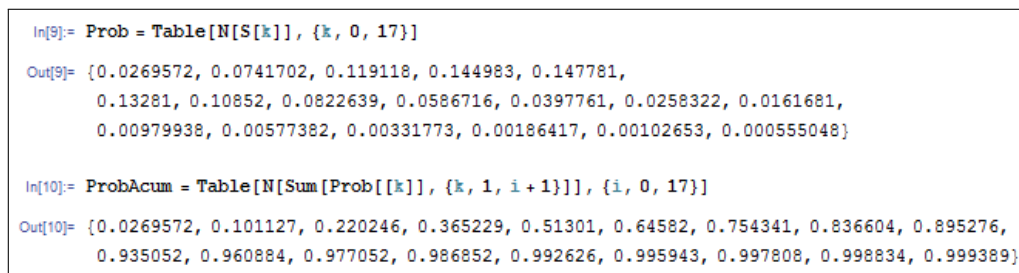 In[9]:= Prob = Table[N[S[k]], {k, 0, 17}]
Out[9]= {0.0269572, 0.0741702, 0.119118, 0.144983, 0.147781,
0.13281, 0.10852, 0.0822639, 0.0586716, 0.0397761, 0.0258322, 0.0161681,
0.00979938, 0.00577382, 0.00331773, 0.00186417, 0.00102653, 0.000555048}
In[10]:= ProbAcum = Table[N[Sum[Prob[[k]], {k, 1, i + 1}]], {i, 0, 17}]
Out[10]= {0.0269572, 0.101127, 0.220246, 0.365229, 0.51301, 0.64582, 0.754341, 0.836604, 0.895276,
0.935052, 0.960884, 0.977052, 0.986852, 0.992626, 0.995943, 0.997808, 0.998834, 0.999389}